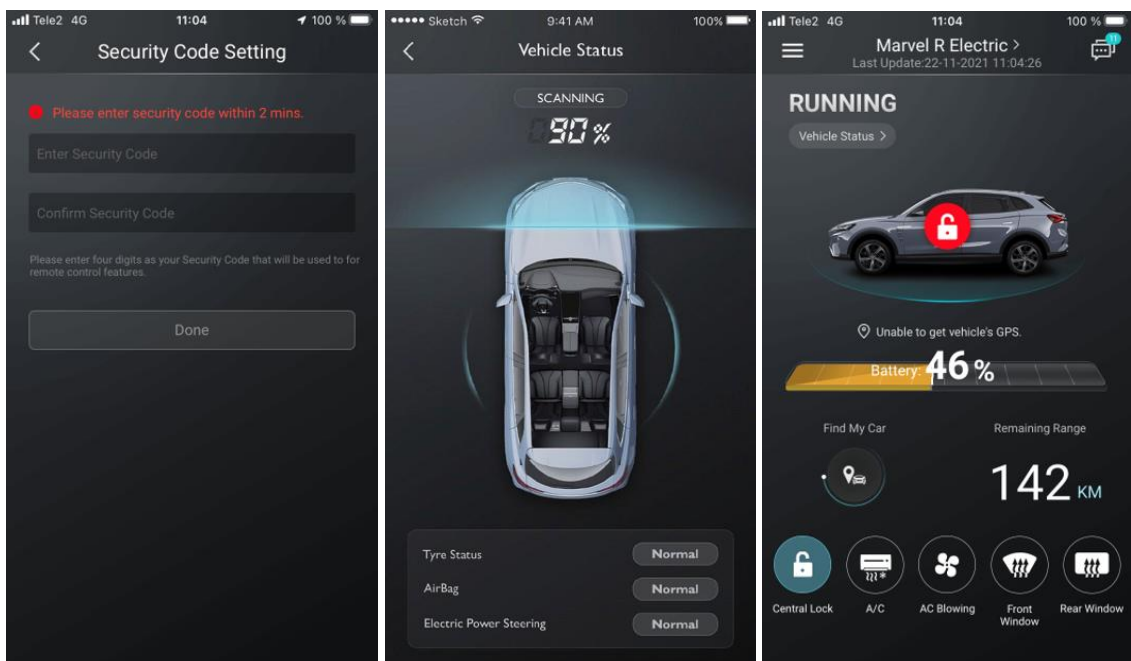 Tele2 4G 11:04 100 %
Security Code Setting
Please enter security code within 2 mins.
Enter Security Code
Confirm Security Code
Please enter four digits as your Security Code that will be used to for
remote control features.
Done
Sketch 9:41 AM 100%
Vehicle Status
SCANNING
90%
Tyre Status Normal
AirBag Normal
Electric Power Steering Normal
Tele2 4G 11:04 100 %
Marvel R Electric >
Last Update:22-11-2021 11:04:26
11
RUNNING
Vehicle Status >
Unable to get vehicle's GPS.
Battery: 46%
Find My Car Remaining Range
142 KM
Central Lock A/C AC Blowing Front Rear Window
Window